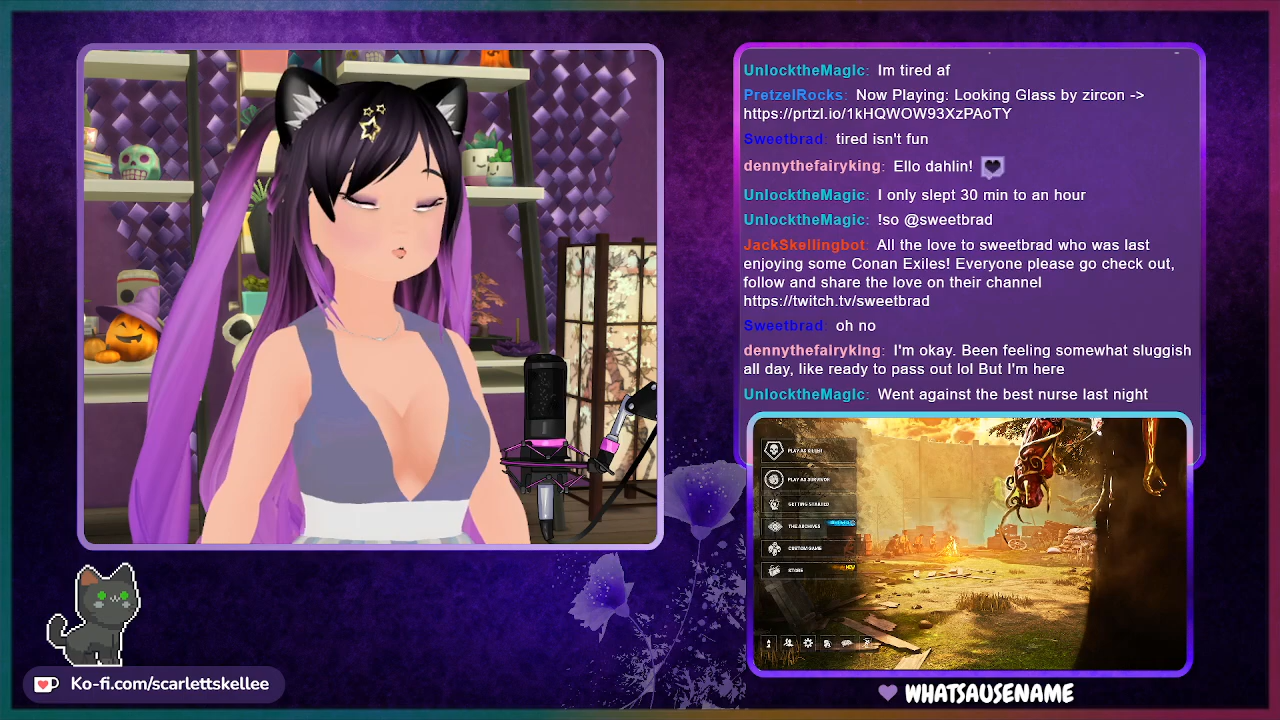 UnlocktheMagic: Im tired af
PretzelRocks: Now Playing: Looking Glass by zircon ->
https://prtzl.io/1kHQWOW93XzPAoTY
Sweetbrad: tired isn't fun
dennythefairyking: Ello dahlin!
UnlocktheMagic: I only slept 30 min to an hour
UnlocktheMagic: !so @sweetbrad
JackSkellingbot: All the love to sweetbrad who was last
enjoying some Conan Exiles! Everyone please go check out,
follow and share the love on their channel
https://twitch.tv/sweetbrad
Sweetbrad: oh no
dennythefairyking: I'm okay. Been feeling somewhat sluggish
all day, like ready to pass out lol But I'm here
UnlocktheMagic: Went against the best nurse last night
PLAY AS KILLER
PLAY AS SURVIVOR
GETTING STARTED
THE ARCHIVES
CUSTOM GAME
STORE NEW
Ko-fi.com/scarlettskellee
WHATSAUSENAME